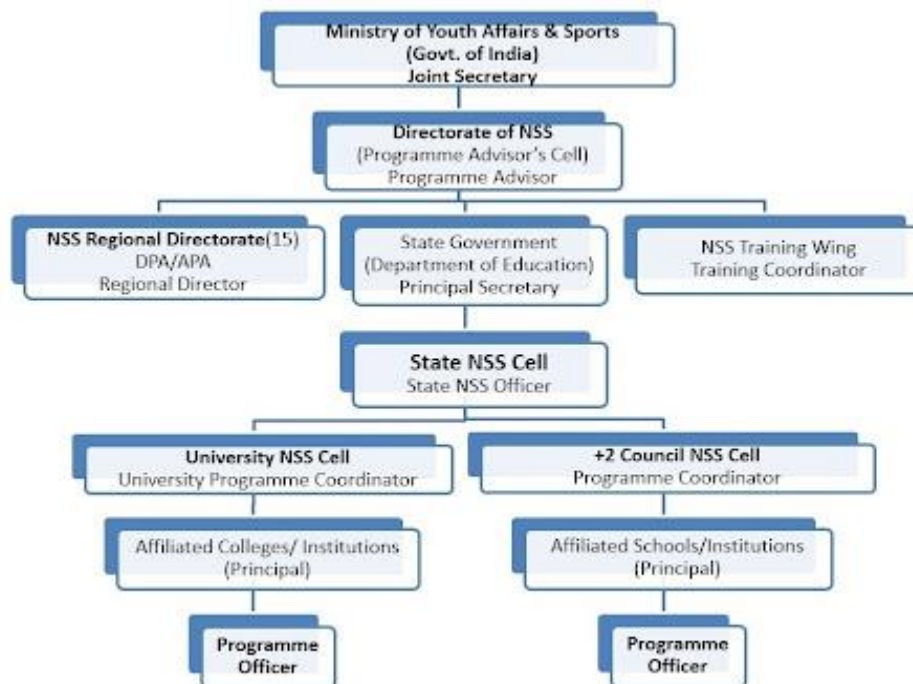 Ministry of Youth Affairs & Sports
(Govt. of India)
Joint Secretary
Directorate of NSS
(Programme Advisor's Cell)
Programme Advisor
NSS Regional Directorate(15)
DPA/APA
Regional Director
State Government
(Department of Education)
Principal Secretary
NSS Training Wing
Training Coordinator
State NSS Cell
State NSS Officer
University NSS Cell
University Programme Coordinator
+2 Council NSS Cell
Programme Coordinator
Affiliated Colleges/ Institutions
(Principal)
Affiliated Schools/Institutions
(Principal)
Programme
Officer
Programme
Officer